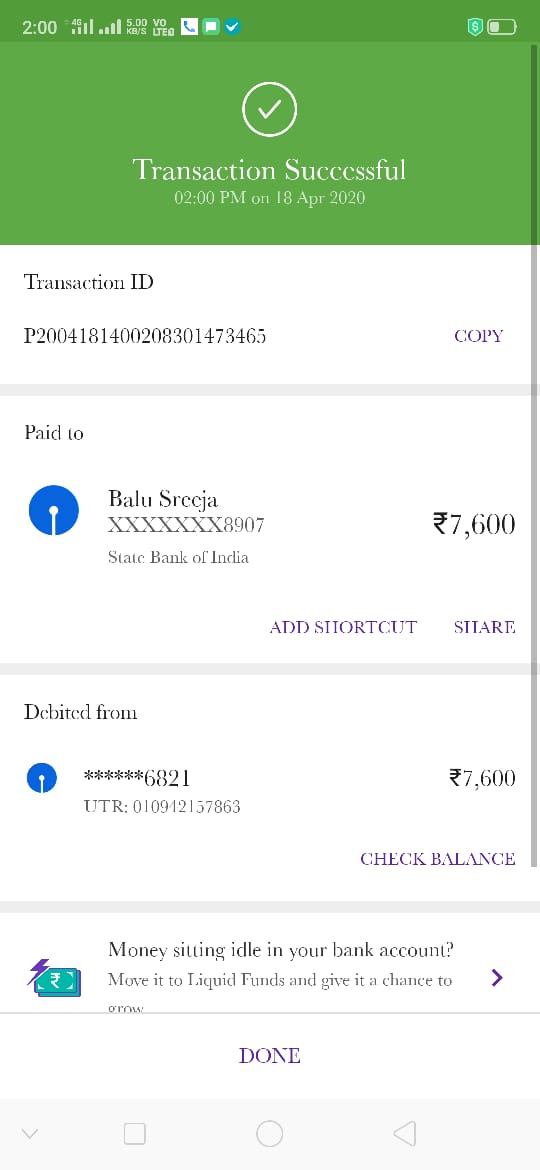 2:00 4G 5.00 KB/S VO LTE
Transaction Successful
02:00 PM on 18 Apr 2020
Transaction ID
P2004181400208301473465
COPY
Paid to
Balu Sreeja
XXXXXXX8907
₹7,600
State Bank of India
ADD SHORTCUT SHARE
Debited from
******6821
₹7,600
UTR: 010942157863
CHECK BALANCE
Money sitting idle in your bank account?
Move it to Liquid Funds and give it a chance to
grow
DONE